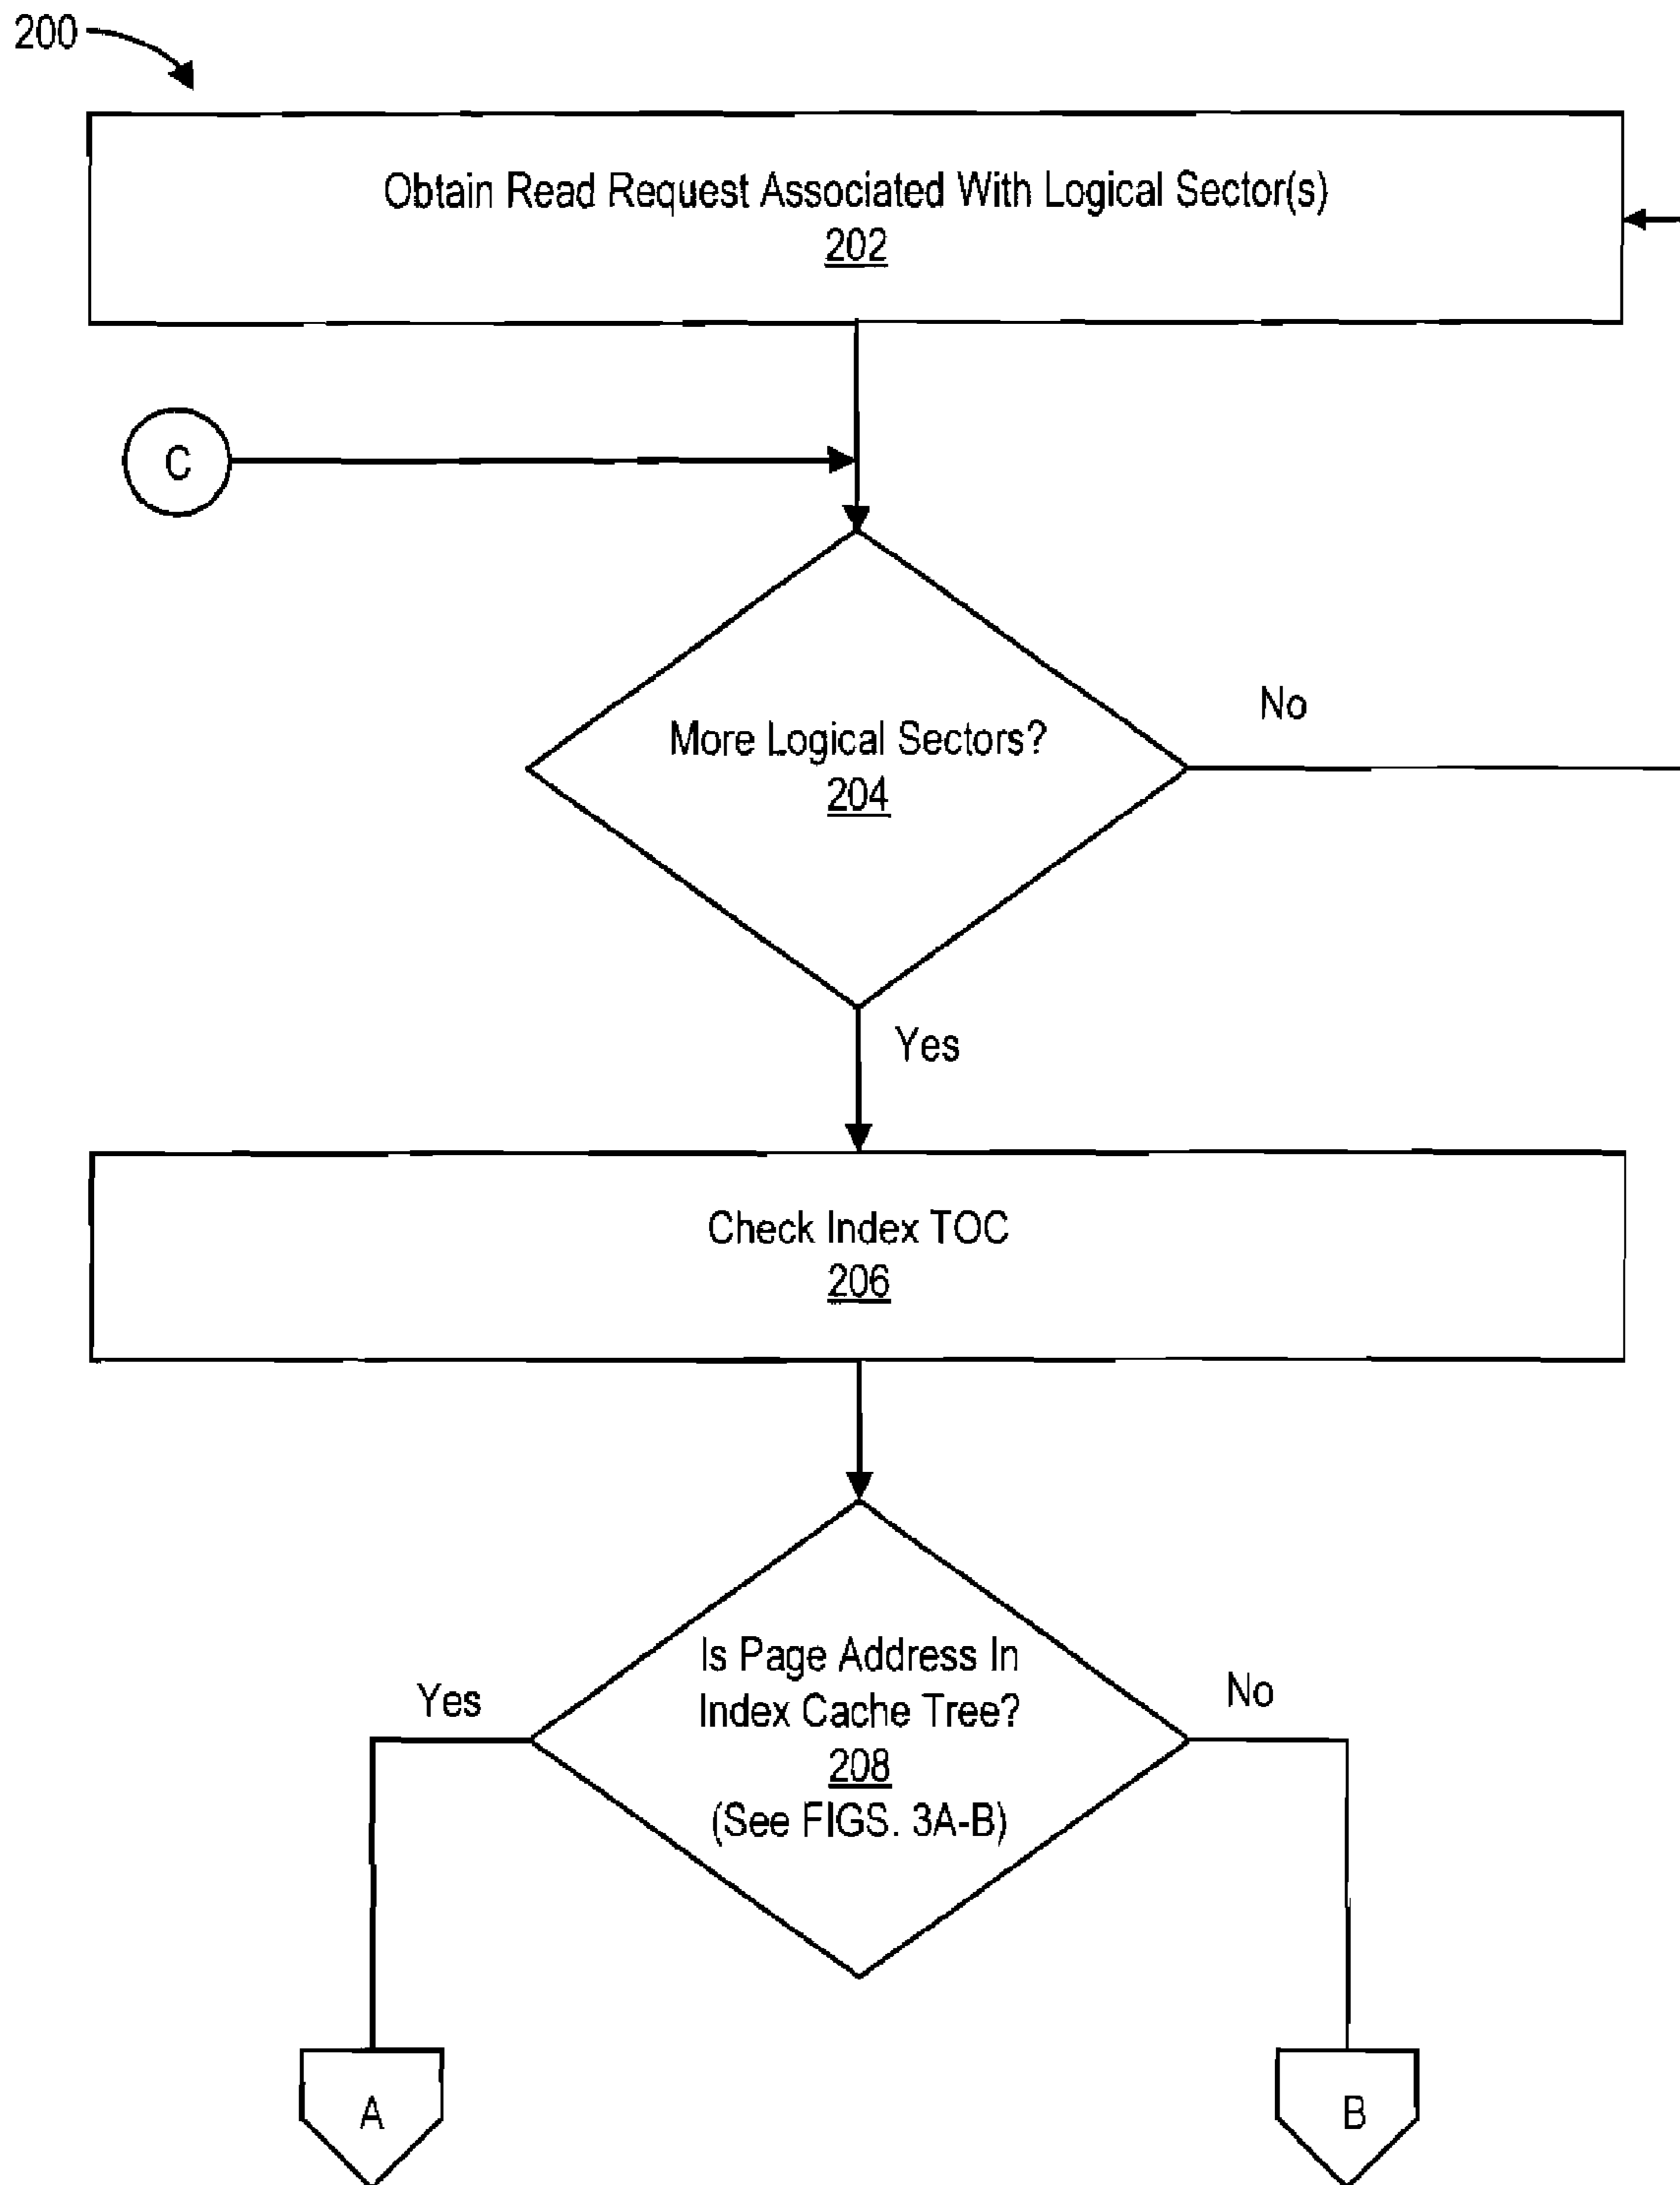 200
Obtain Read Request Associated With Logical Sector(s)
202
C
More Logical Sectors?
204
No
Yes
Check Index TOC
206
Is Page Address In
Index Cache Tree?
208
(See FIGS. 3A-B)
Yes
No
A
B